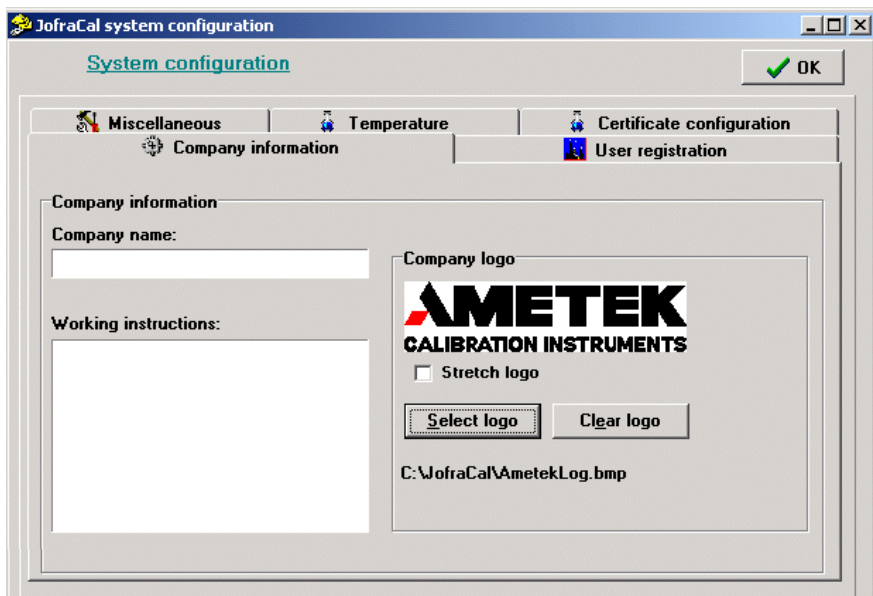 JofraCal system configuration
System configuration
OK
Miscellaneous
Temperature
Certificate configuration
Company information
User registration
Company information
Company name:
Working instructions:
Company logo
AMETEK
CALIBRATION INSTRUMENTS
Stretch logo
Select logo
Clear logo
C:\JofraCal\AmetekLog.bmp